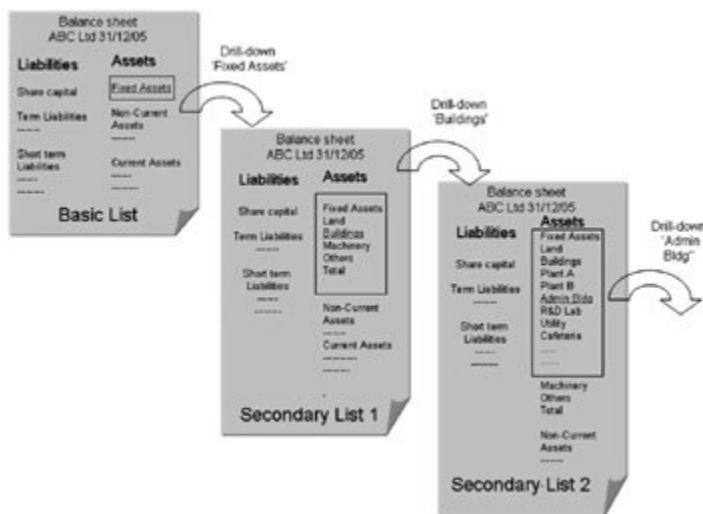 Balance sheet
ABC Ltd 31/12/05
Liabilities
Assets
Share capital
Fixed Assets
Term Liabilities
Non-Current
Assets
Short term
Liabilities
Current Assets
Basic List
Drill-down
'Fixed Assets'
Balance sheet
ABC Ltd 31/12/05
Liabilities
Assets
Share capital
Term Liabilities
Short term
Liabilities
Fixed Assets
Land
Buildings
Machinery
Others
Total
Non-Current
Assets
Current Assets
Secondary List 1
Drill-down
'Buildings'
Balance sheet
ABC Ltd 31/12/05
Liabilities
Assets
Share capital
Term Liabilities
Short term
Liabilities
Fixed Assets
Land
Buildings
Plant A
Plant B
Admin Bldg
R&D Lab
Utility
Cafeteria
Machinery
Others
Total
Non-Current
Assets
Secondary List 2
Drill-down
'Admin
Bldg'